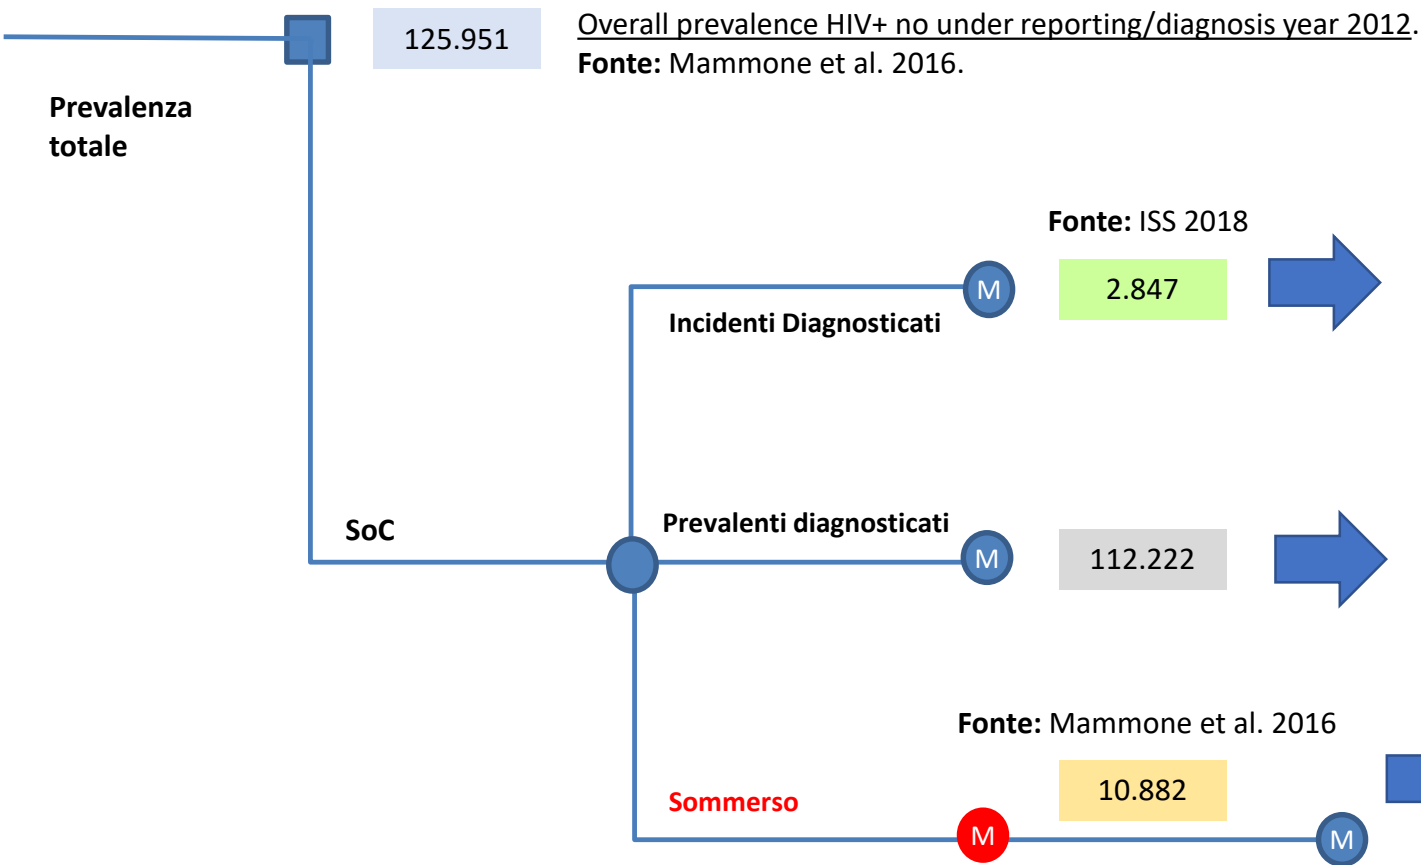 125.951
Overall prevalence HIV+ no under reporting/diagnosis year 2012.
Fonte: Mammone et al. 2016.
Prevalenza
totale
Fonte: ISS 2018
M
2.847
Incidenti Diagnosticati
SoC
Prevalenti diagnosticati
M
112.222
Fonte: Mammone et al. 2016
10.882
Sommerso
M
M